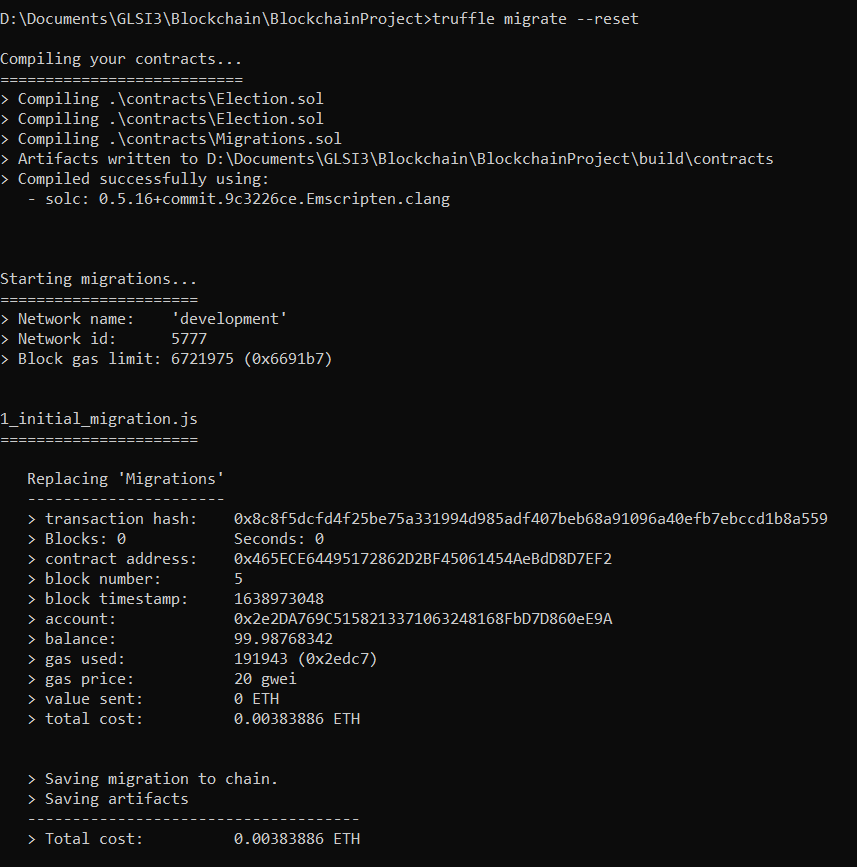 D:\Documents\GLSI3\Blockchain\BlockchainProject>truffle migrate --reset
Compiling your contracts...
===========================
> Compiling .\contracts\Election.sol
> Compiling .\contracts\Election.sol
> Compiling .\contracts\Migrations.sol
> Artifacts written to D:\Documents\GLSI3\Blockchain\BlockchainProject\build\contracts
> Compiled successfully using:
   - solc: 0.5.16+commit.9c3226ce.Emscripten.clang
Starting migrations...
======================
> Network name:    'development'
> Network id:      5777
> Block gas limit: 6721975 (0x6691b7)
1_initial_migration.js
======================
   Replacing 'Migrations'
   ----------------------
   > transaction hash:    0x8c8f5dcfd4f25be75a331994d985adf407beb68a91096a40efb7ebccd1b8a559
   > Blocks: 0            Seconds: 0
   > contract address:    0x465ECE64495172862D2BF45061454AeBdD8D7EF2
   > block number:        5
   > block timestamp:     1638973048
   > account:             0x2e2DA769C5158213371063248168FbD7D860eE9A
   > balance:             99.98768342
   > gas used:            191943 (0x2edc7)
   > gas price:           20 gwei
   > value sent:          0 ETH
   > total cost:          0.00383886 ETH
   > Saving migration to chain.
   > Saving artifacts
   -------------------------------------
   > Total cost:          0.00383886 ETH